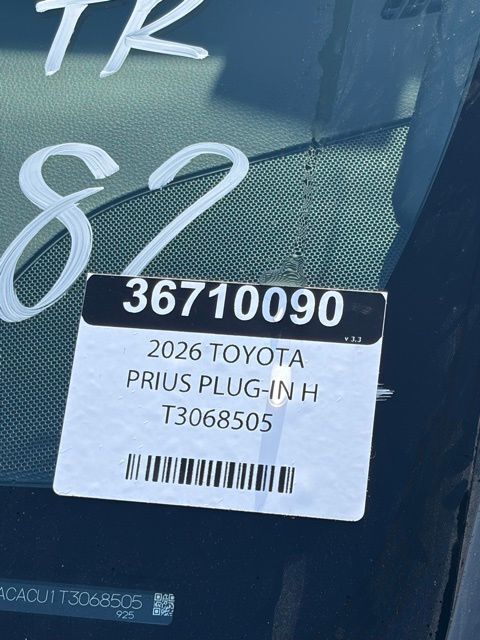 TR
82
36710090
v 3.3
2026 TOYOTA
PRIUS PLUG-IN H
T3068505
ACACU1T3068505
925